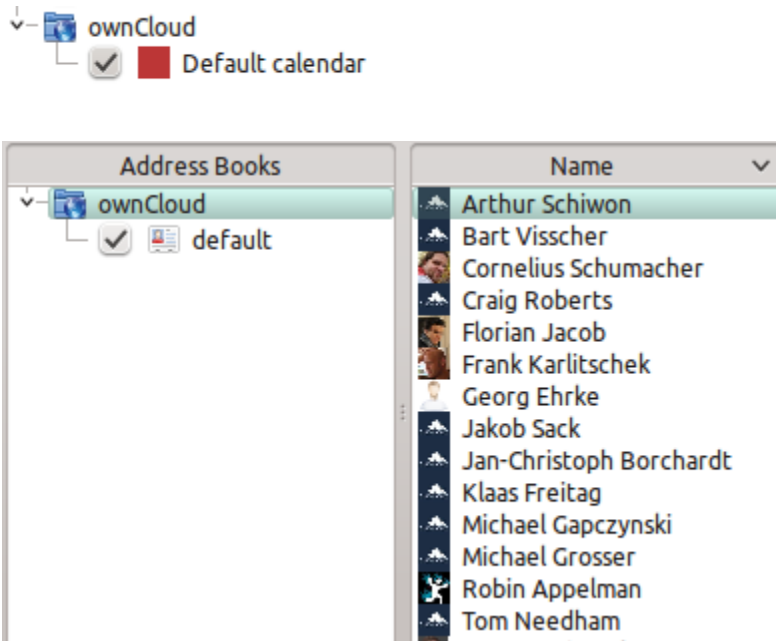 ownCloud
Default calendar
Address Books
ownCloud
default
Name
Arthur Schiwon
Bart Visscher
Cornelius Schumacher
Craig Roberts
Florian Jacob
Frank Karlitschek
Georg Ehrke
Jakob Sack
Jan-Christoph Borchardt
Klaas Freitag
Michael Gapczynski
Michael Grosser
Robin Appelman
Tom Needham